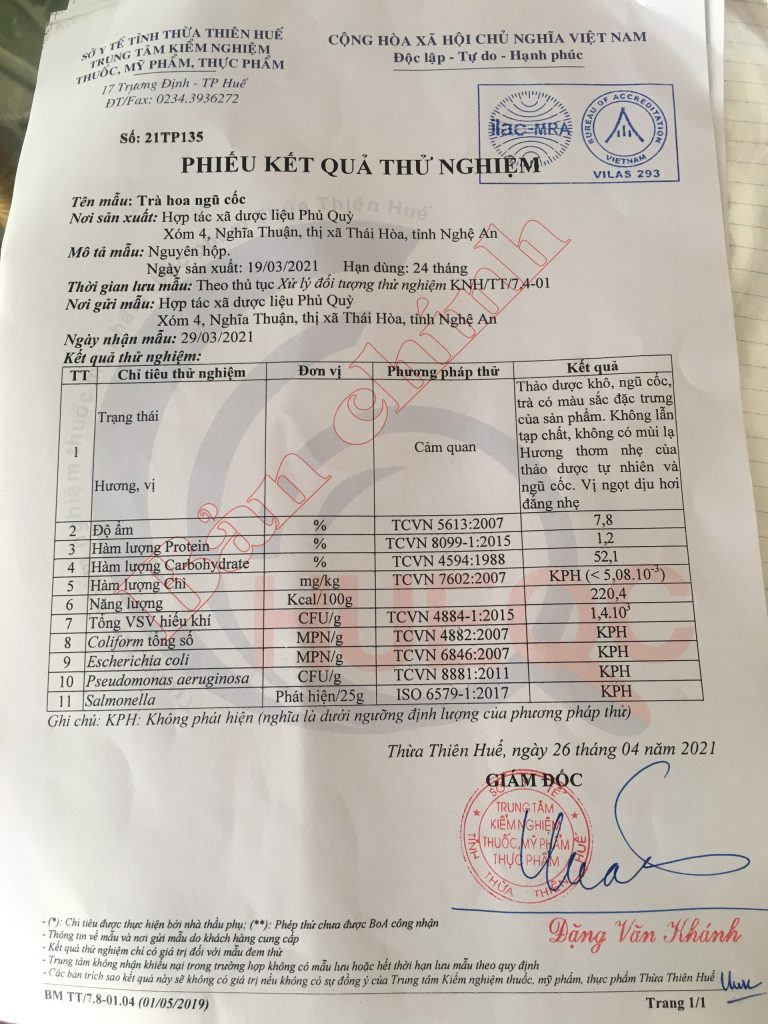 SỞ Y TẾ TỈNH THỪA THIÊN HUẾ
TRUNG TÂM KIỂM NGHIỆM
THUỐC, MỸ PHẨM, THỰC PHẨM
17 Trương Định - TP Huế
ĐT/Fax: 0234.3936272
CỘNG HÒA XÃ HỘI CHỦ NGHĨA VIỆT NAM
Độc lập - Tự do - Hạnh phúc
Số: 21TP135
ilac-MRA
BUREAU OF ACCREDITATION
VIETNAM
VILAS 293
PHIẾU KẾT QUẢ THỬ NGHIỆM
Tên mẫu: Trà hoa ngũ cốc
Nơi sản xuất: Hợp tác xã dược liệu Phủ Quỳ
Xóm 4, Nghĩa Thuận, thị xã Thái Hòa, tỉnh Nghệ An
Mô tả mẫu: Nguyên hộp.
Ngày sản xuất: 19/03/2021 Hạn dùng: 24 tháng
Thời gian lưu mẫu: Theo thủ tục Xử lý đối tượng thử nghiệm KNH/TT/7.4-01
Nơi gửi mẫu: Hợp tác xã dược liệu Phủ Quỳ
Xóm 4, Nghĩa Thuận, thị xã Thái Hòa, tỉnh Nghệ An
Ngày nhận mẫu: 29/03/2021
Kết quả thử nghiệm:
TT Chỉ tiêu thử nghiệm Đơn vị Phương pháp thử Kết quả
1 Trạng thái
Hương, vị
Cảm quan
Thảo dược khô, ngũ cốc,
trà có màu sắc đặc trưng
của sản phẩm. Không lẫn
tạp chất, không có mùi lạ
Hương thơm nhẹ của
thảo dược tự nhiên và
ngũ cốc. Vị ngọt dịu hơi
đắng nhẹ
2 Độ ẩm % TCVN 5613:2007 7,8
3 Hàm lượng Protein % TCVN 8099-1:2015 1,2
4 Hàm lượng Carbohydrate % TCVN 4594:1988 52,1
5 Hàm lượng Chì mg/kg TCVN 7602:2007 KPH (< 5,08.10⁻³)
6 Năng lượng Kcal/100g 220,4
7 Tổng VSV hiếu khí CFU/g TCVN 4884-1:2015 1,4.10³
8 Coliform tổng số MPN/g TCVN 4882:2007 KPH
9 Escherichia coli MPN/g TCVN 6846:2007 KPH
10 Pseudomonas aeruginosa CFU/g TCVN 8881:2011 KPH
11 Salmonella Phát hiện/25g ISO 6579-1:2017 KPH
Bản chính
Ghi chú: KPH: Không phát hiện (nghĩa là dưới ngưỡng định lượng của phương pháp thử)
Thừa Thiên Huế, ngày 26 tháng 04 năm 2021
GIÁM ĐỐC
SỞ Y TẾ
TRUNG TÂM
KIỂM NGHIỆM
THUỐC, MỸ PHẨM
THỰC PHẨM
TỈNH THỪA THIÊN HUẾ
Đặng Văn Khánh
- (*): Chỉ tiêu được thực hiện bởi nhà thầu phụ; (**): Phép thử chưa được BoA công nhận
- Thông tin về mẫu và nơi gửi mẫu do khách hàng cung cấp
- Kết quả thử nghiệm chỉ có giá trị đối với mẫu đem thử
- Trung tâm không nhận khiếu nại trong trường hợp không có mẫu lưu hoặc hết thời hạn lưu mẫu theo quy định
- Các bản trích sao kết quả này sẽ không có giá trị nếu không có sự đồng ý của Trung tâm Kiểm nghiệm thuốc, mỹ phẩm, thực phẩm Thừa Thiên Huế
BM TT/7.8-01.04 (01/05/2019)
Trang 1/1